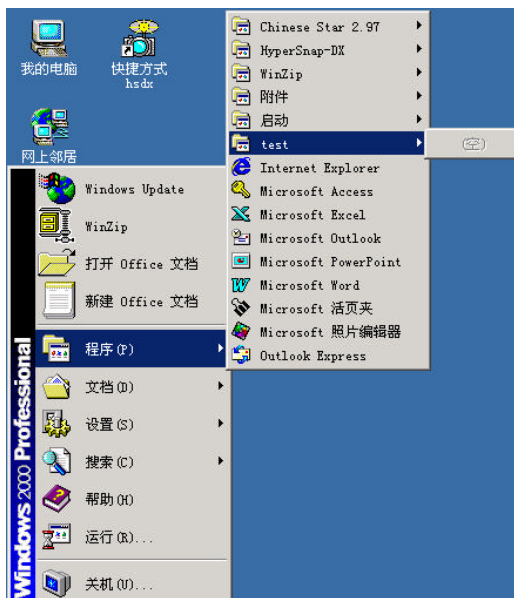 我的电脑
快捷方式
hsdx
网上邻居
Windows Update
WinZip
打开 Office 文档
新建 Office 文档
程序(P)
文档(D)
设置(S)
搜索(C)
帮助(H)
运行(R)...
关机(U)...
Windows 2000 Professional
Chinese Star 2.97
HyperSnap-DX
WinZip
附件
启动
test
Internet Explorer
Microsoft Access
Microsoft Excel
Microsoft Outlook
Microsoft PowerPoint
Microsoft Word
Microsoft 活页夹
Microsoft 照片编辑器
Outlook Express
(空)